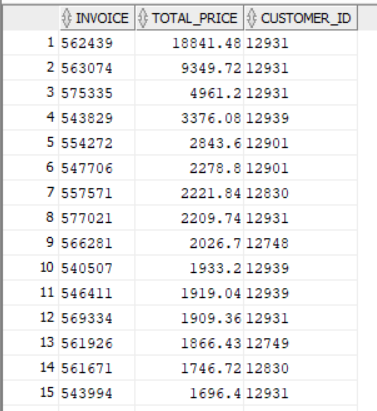 INVOICE TOTAL_PRICE CUSTOMER_ID
1 562439 18841.48 12931
2 563074 9349.72 12931
3 575335 4961.2 12931
4 543829 3376.08 12939
5 554272 2843.6 12901
6 547706 2278.8 12901
7 557571 2221.84 12830
8 577021 2209.74 12931
9 566281 2026.7 12748
10 540507 1933.2 12939
11 546411 1919.04 12939
12 569334 1909.36 12931
13 561926 1866.43 12749
14 561671 1746.72 12830
15 543994 1696.4 12931